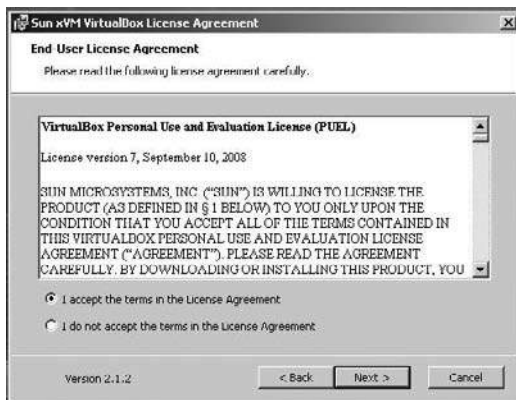 Sun xVM VirtualBox License Agreement
End-User License Agreement
Please read the following license agreement carefully.
VirtualBox Personal Use and Evaluation License (PUEL)
License version 7, September 10, 2008
SUN MICROSYSTEMS, INC. ("SUN") IS WILLING TO LICENSE THE
PRODUCT (AS DEFINED IN § 1 BELOW) TO YOU ONLY UPON THE
CONDITION THAT YOU ACCEPT ALL OF THE TERMS CONTAINED IN
THIS VIRTUALBOX PERSONAL USE AND EVALUATION LICENSE
AGREEMENT ("AGREEMENT"). PLEASE READ THE AGREEMENT
CAREFULLY. BY DOWNLOADING OR INSTALLING THIS PRODUCT, YOU
I accept the terms in the License Agreement
I do not accept the terms in the License Agreement
Version 2.1.2
< Back
Next >
Cancel